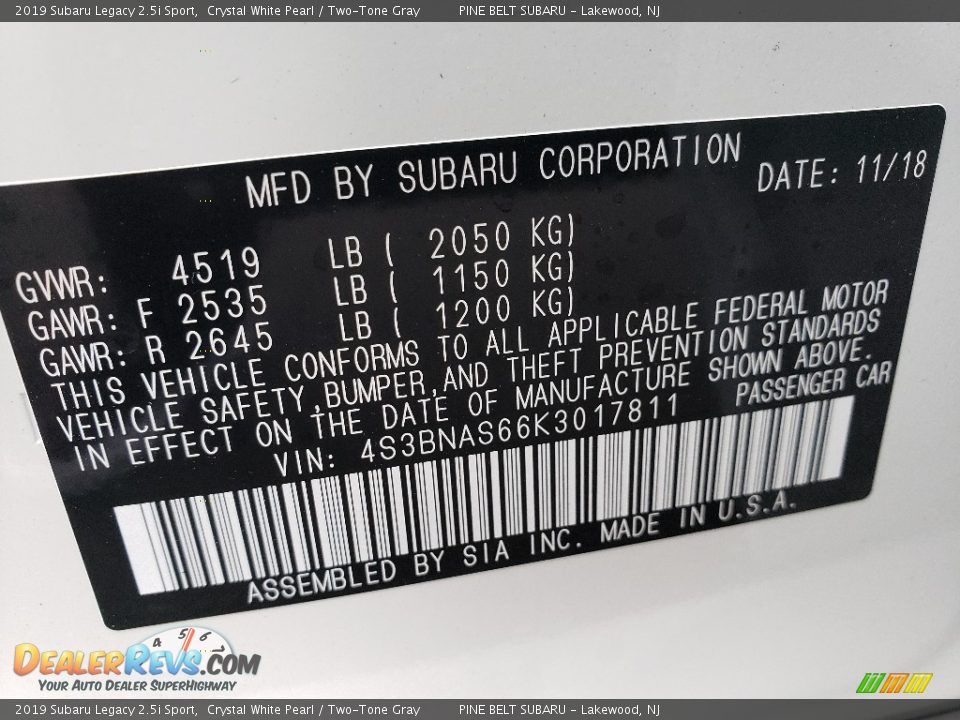 2019 Subaru Legacy 2.5i Sport, Crystal White Pearl / Two-Tone Gray PINE BELT SUBARU - Lakewood, NJ
MFD BY SUBARU CORPORATION DATE: 11/18
GVWR: 4519 LB ( 2050 KG)
GAWR: F 2535 LB ( 1150 KG)
GAWR: R 2645 LB ( 1200 KG)
THIS VEHICLE CONFORMS TO ALL APPLICABLE FEDERAL MOTOR
VEHICLE SAFETY,BUMPER,AND THEFT PREVENTION STANDARDS
IN EFFECT ON THE DATE OF MANUFACTURE SHOWN ABOVE.
VIN: 4S3BNAS66K3017811 PASSENGER CAR
ASSEMBLED BY SIA INC. MADE IN U.S.A.
4 5 6 7
DEALERREVS.COM
YOUR AUTO DEALER SUPERHIGHWAY
2019 Subaru Legacy 2.5i Sport, Crystal White Pearl / Two-Tone Gray PINE BELT SUBARU - Lakewood, NJ